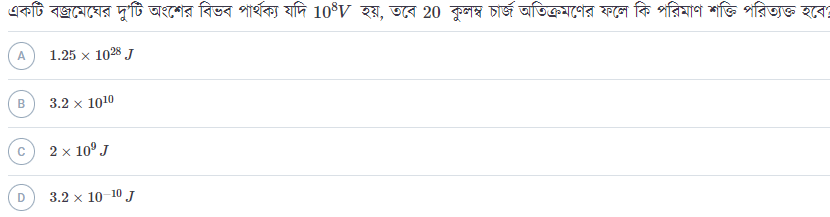 একটি বজ্রমেঘের দু'টি অংশের বিভব পার্থক্য যদি 10⁸V হয়, তবে 20 কুলম্ব চার্জ অতিক্রমণের ফলে কি পরিমাণ শক্তি পরিত্যক্ত হবে?
A 1.25 × 10²⁸ J
B 3.2 × 10¹⁰
C 2 × 10⁹ J
D 3.2 × 10⁻¹⁰ J